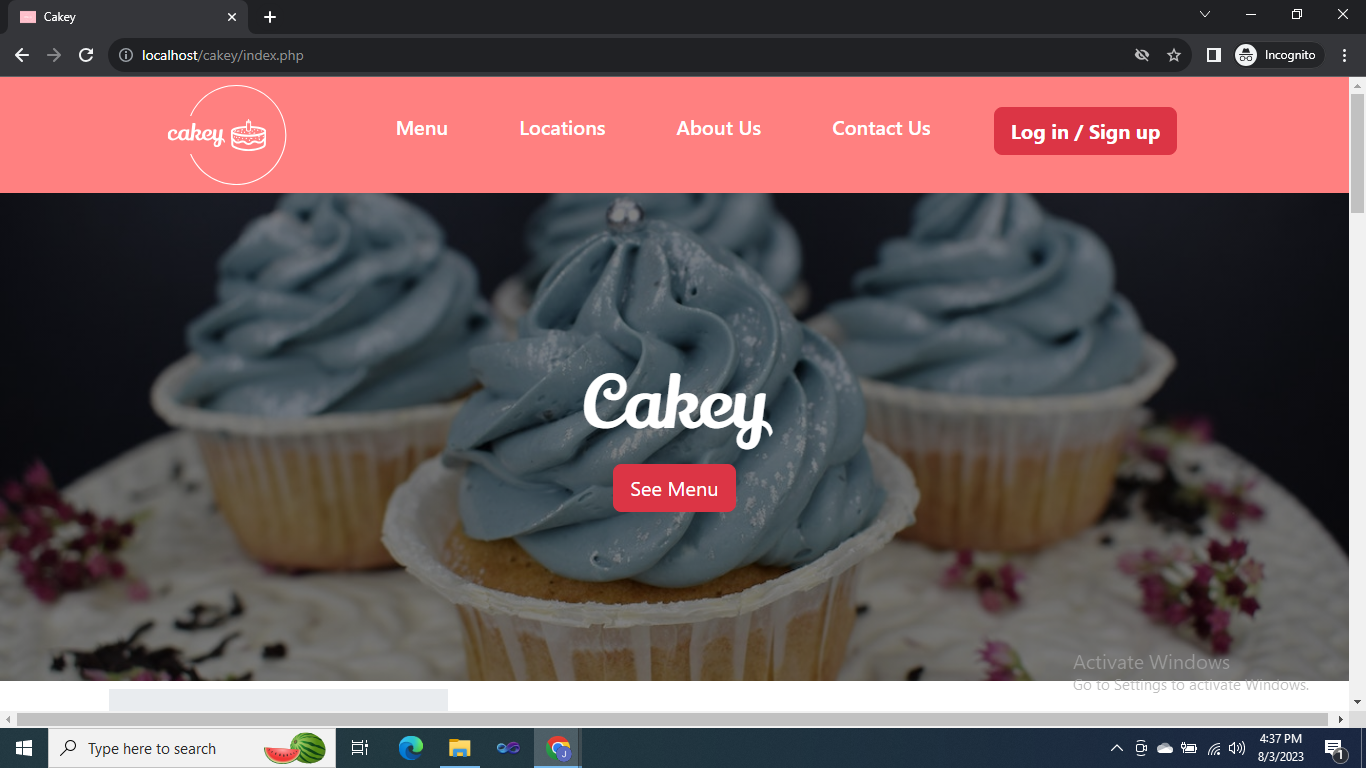 Cakey
localhost/cakey/index.php
Incognito
cakey
Menu
Locations
About Us
Contact Us
Log in / Sign up
Cakey
See Menu
Activate Windows
Go to Settings to activate Windows.
Type here to search
J
4:37 PM
8/3/2023
1